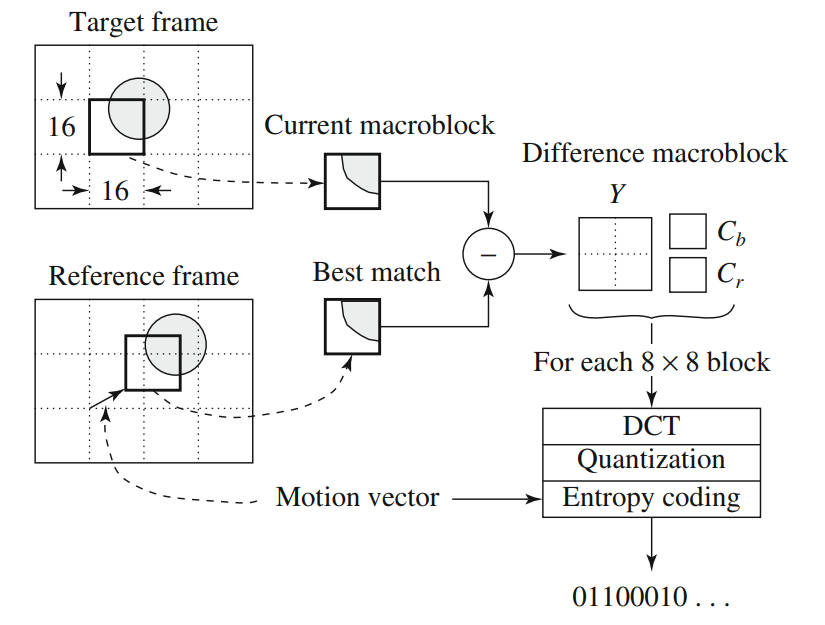 Target frame
16
16
Current macroblock
Difference macroblock
Y
C_b
C_r
Reference frame
Best match
−
For each 8 × 8 block
DCT
Quantization
Entropy coding
Motion vector
01100010 . . .